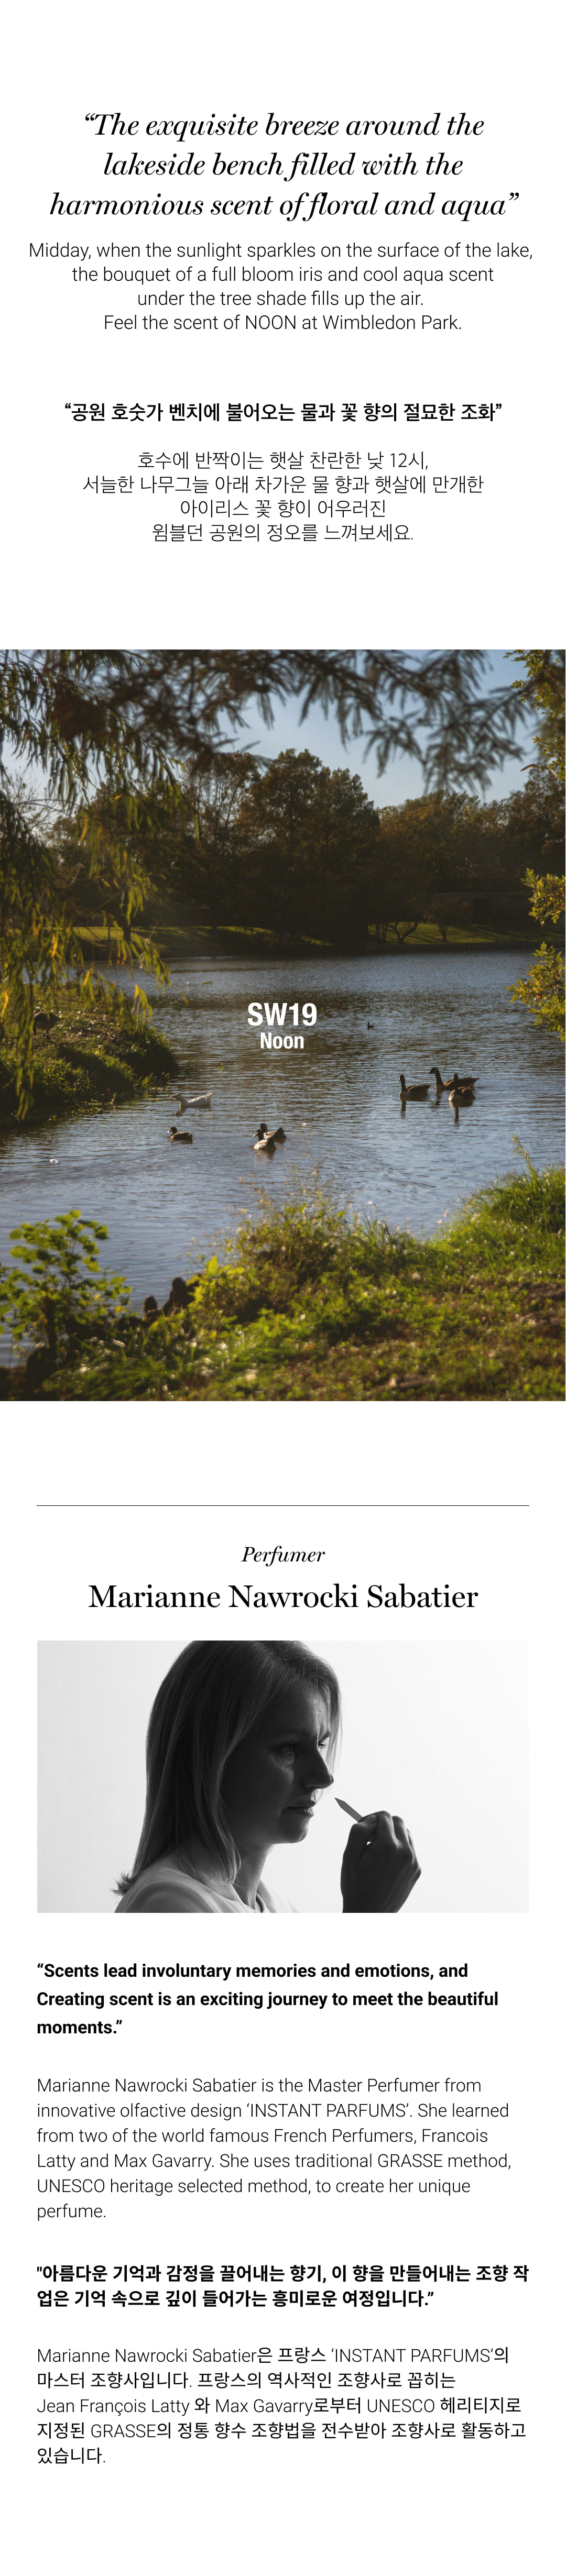 “The exquisite breeze around the
lakeside bench filled with the
harmonious scent of floral and aqua”
Midday, when the sunlight sparkles on the surface of the lake,
the bouquet of a full bloom iris and cool aqua scent
under the tree shade fills up the air.
Feel the scent of NOON at Wimbledon Park.
“공원 호숫가 벤치에 불어오는 물과 꽃 향의 절묘한 조화”
호수에 반짝이는 햇살 찬란한 낮 12시,
서늘한 나무그늘 아래 차가운 물 향과 햇살에 만개한
아이리스 꽃 향이 어우러진
윔블던 공원의 정오를 느껴보세요.
SW19
Noon
Perfumer
Marianne Nawrocki Sabatier
“Scents lead involuntary memories and emotions, and
Creating scent is an exciting journey to meet the beautiful
moments.”
Marianne Nawrocki Sabatier is the Master Perfumer from
innovative olfactive design ‘INSTANT PARFUMS’. She learned
from two of the world famous French Perfumers, Francois
Latty and Max Gavarry. She uses traditional GRASSE method,
UNESCO heritage selected method, to create her unique
perfume.
"아름다운 기억과 감정을 끌어내는 향기, 이 향을 만들어내는 조향 작
업은 기억 속으로 깊이 들어가는 흥미로운 여정입니다.”
Marianne Nawrocki Sabatier은 프랑스 ‘INSTANT PARFUMS’의
마스터 조향사입니다. 프랑스의 역사적인 조향사로 꼽히는
Jean François Latty 와 Max Gavarry로부터 UNESCO 헤리티지로
지정된 GRASSE의 정통 향수 조향법을 전수받아 조향사로 활동하고
있습니다.